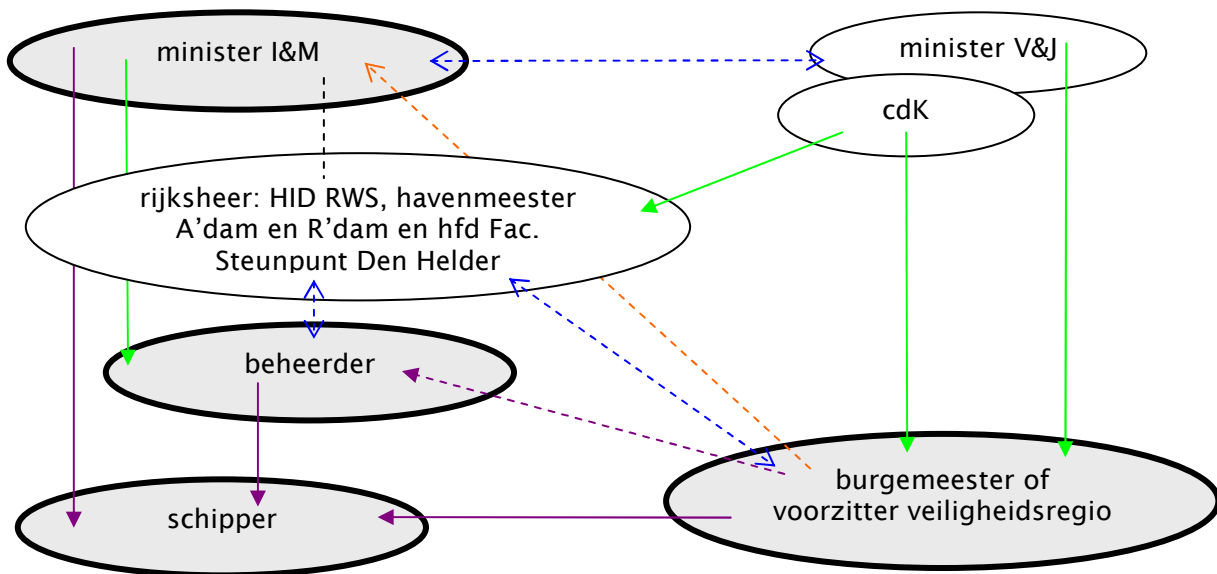 minister I&M
minister V&J
cdK
rijksheer: HID RWS, havenmeester
A’dam en R’dam en hfd Fac.
Steunpunt Den Helder
beheerder
burgemeester of
voorzitter veiligheidsregio
schipper